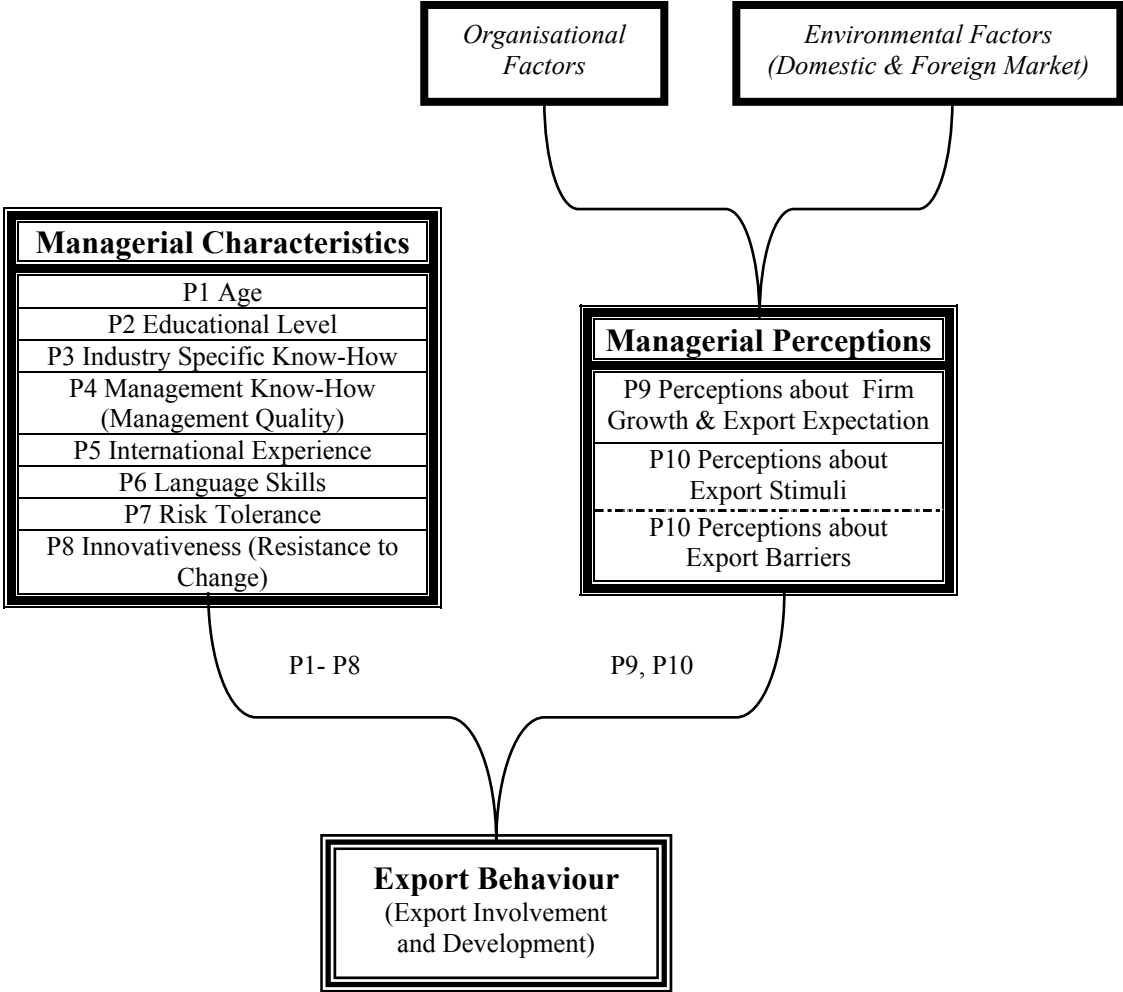 Organisational
Factors
Environmental Factors
(Domestic & Foreign Market)
Managerial Characteristics
P1 Age
P2 Educational Level
P3 Industry Specific Know-How
P4 Management Know-How
(Management Quality)
P5 International Experience
P6 Language Skills
P7 Risk Tolerance
P8 Innovativeness (Resistance to
Change)
Managerial Perceptions
P9 Perceptions about Firm
Growth & Export Expectation
P10 Perceptions about
Export Stimuli
P10 Perceptions about
Export Barriers
P1- P8
P9, P10
Export Behaviour
(Export Involvement
and Development)